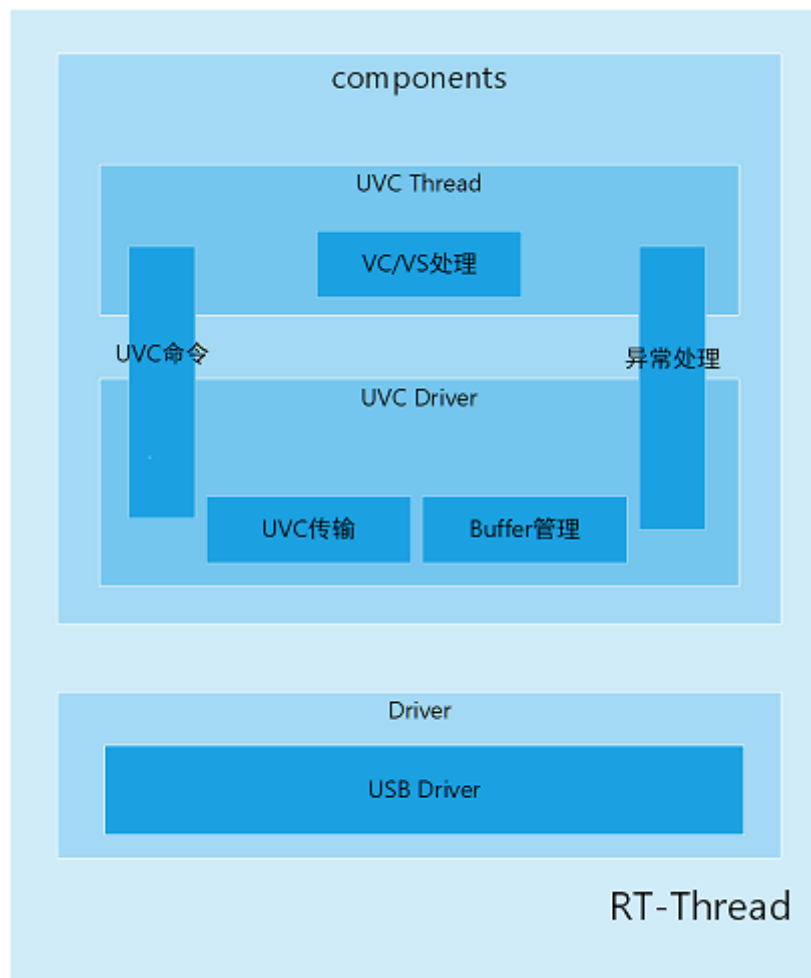 components
UVC Thread
VC/VS处理
UVC命令
异常处理
UVC Driver
UVC传输
Buffer管理
Driver
USB Driver
RT-Thread